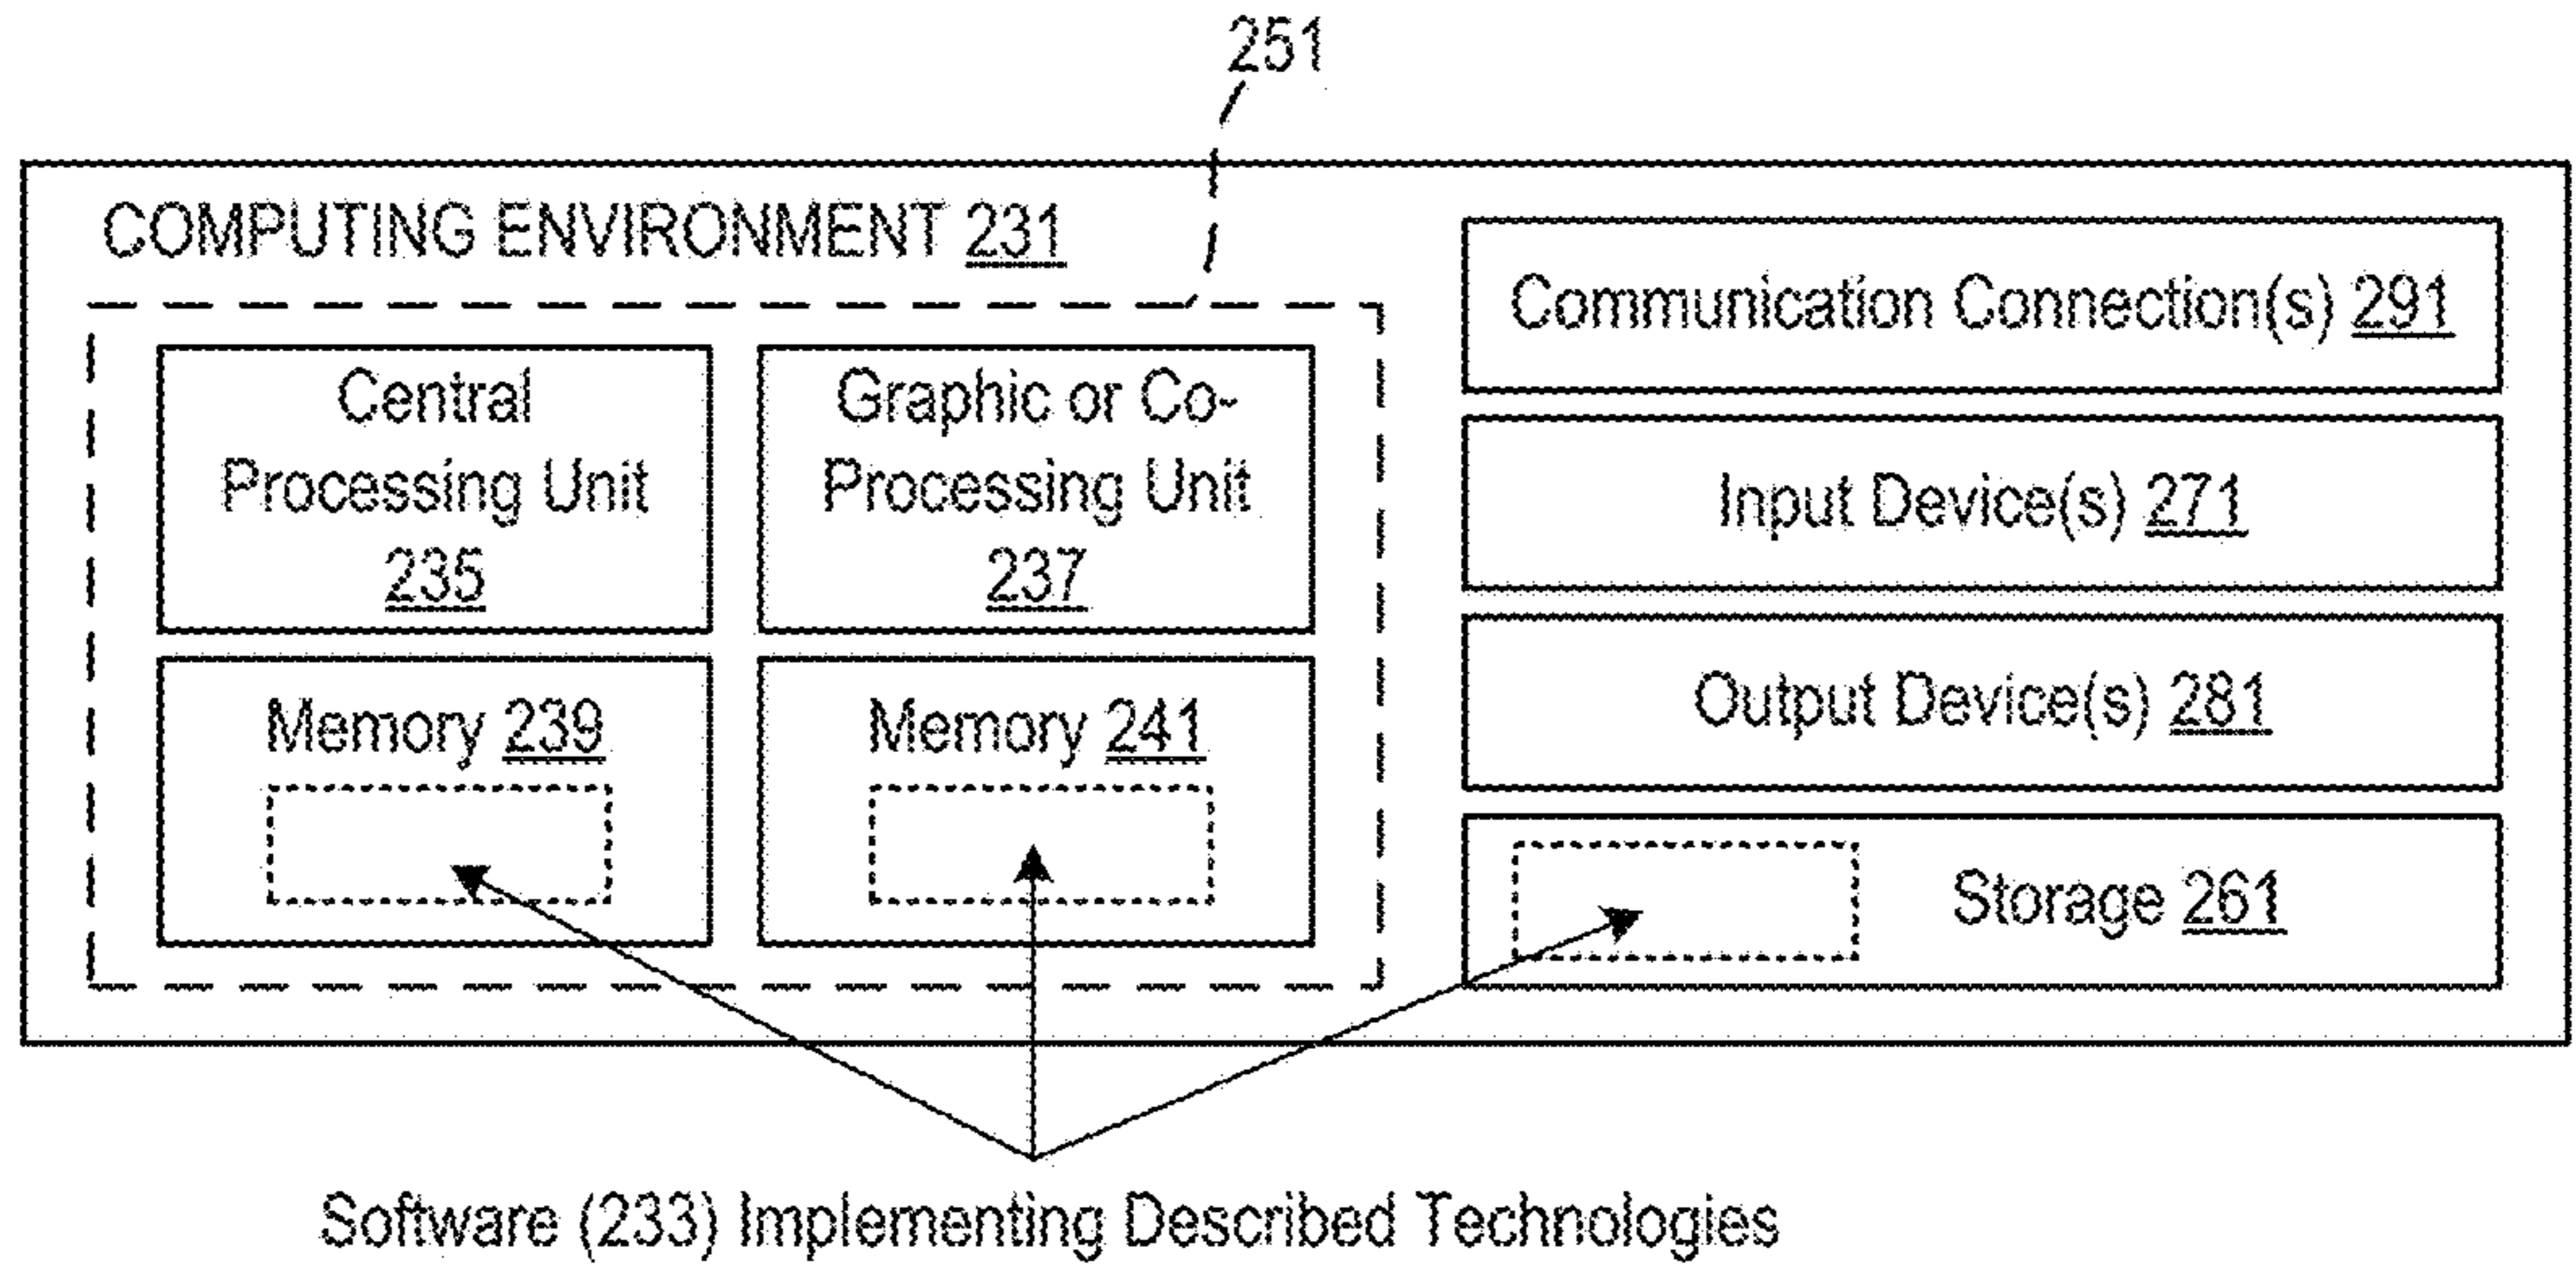 251
COMPUTING ENVIRONMENT 231
Central
Processing Unit
235
Graphic or Co-
Processing Unit
237
Memory 239
Memory 241
Communication Connection(s) 291
Input Device(s) 271
Output Device(s) 281
Storage 261
Software (233) Implementing Described Technologies